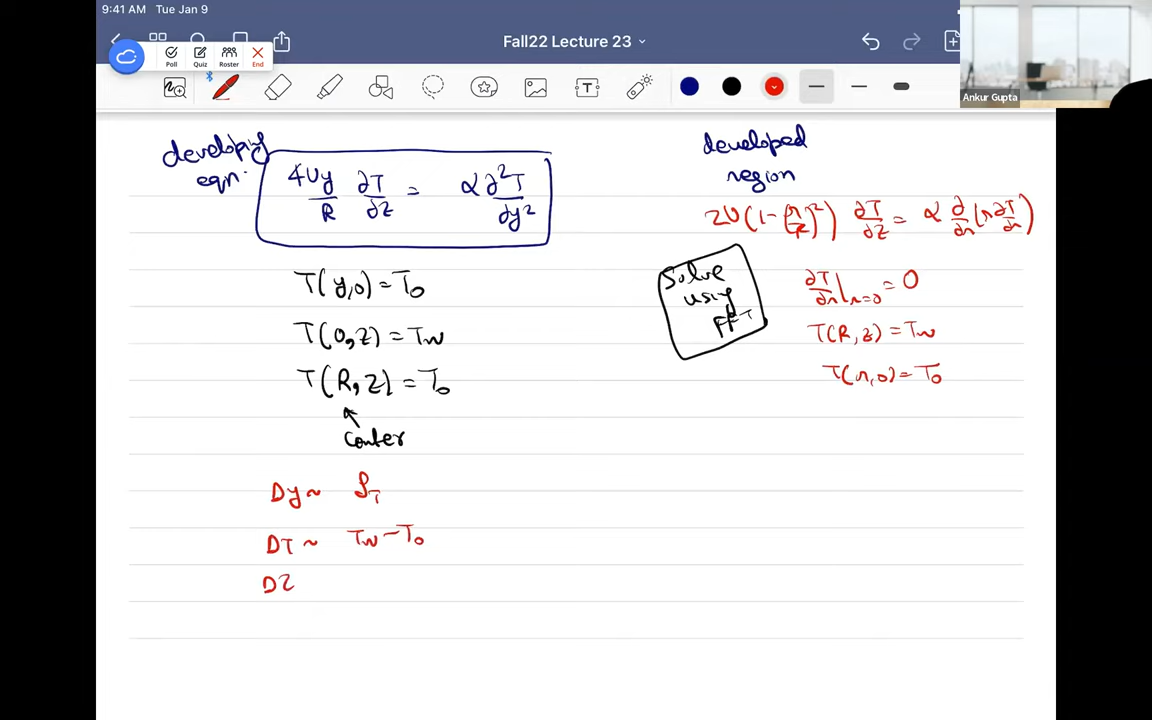 9:41 AM Tue Jan 9
Fall22 Lecture 23
Poll Quiz Roster End
Ankur Gupta
developing
eqn.
4Uy/R ∂T/∂z = α ∂²T/∂y²
T(y,0) = T₀
T(0,z) = Tw
T(R,z) = T₀
center
Dy ~ δ_T
DT ~ Tw - T₀
DZ
developed
region
2U(1-(r/R)²) ∂T/∂z = α ∂/∂r(r ∂T/∂r)
Solve
using
FFT
∂T/∂r|r=0 = 0
T(R,z) = Tw
T(r,0) = T₀